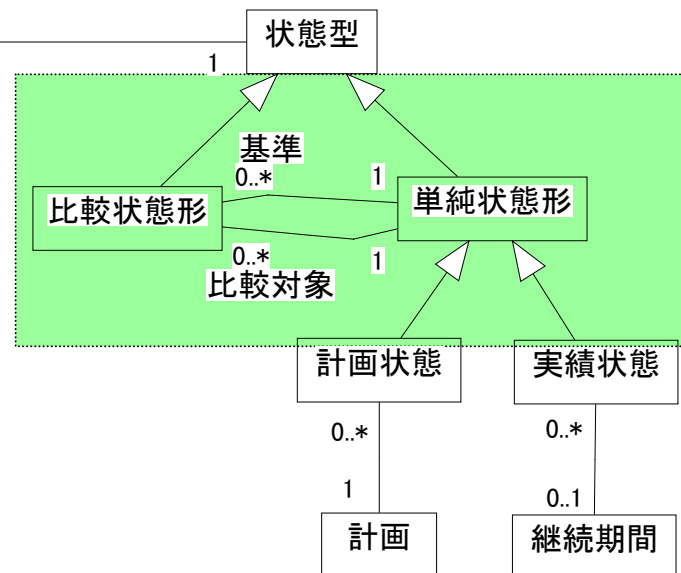 状態型
1
基準
0..*
1
比較状態形
単純状態形
0..*
1
比較対象
計画状態
実績状態
0..*
0..*
1
0..1
計画
継続期間